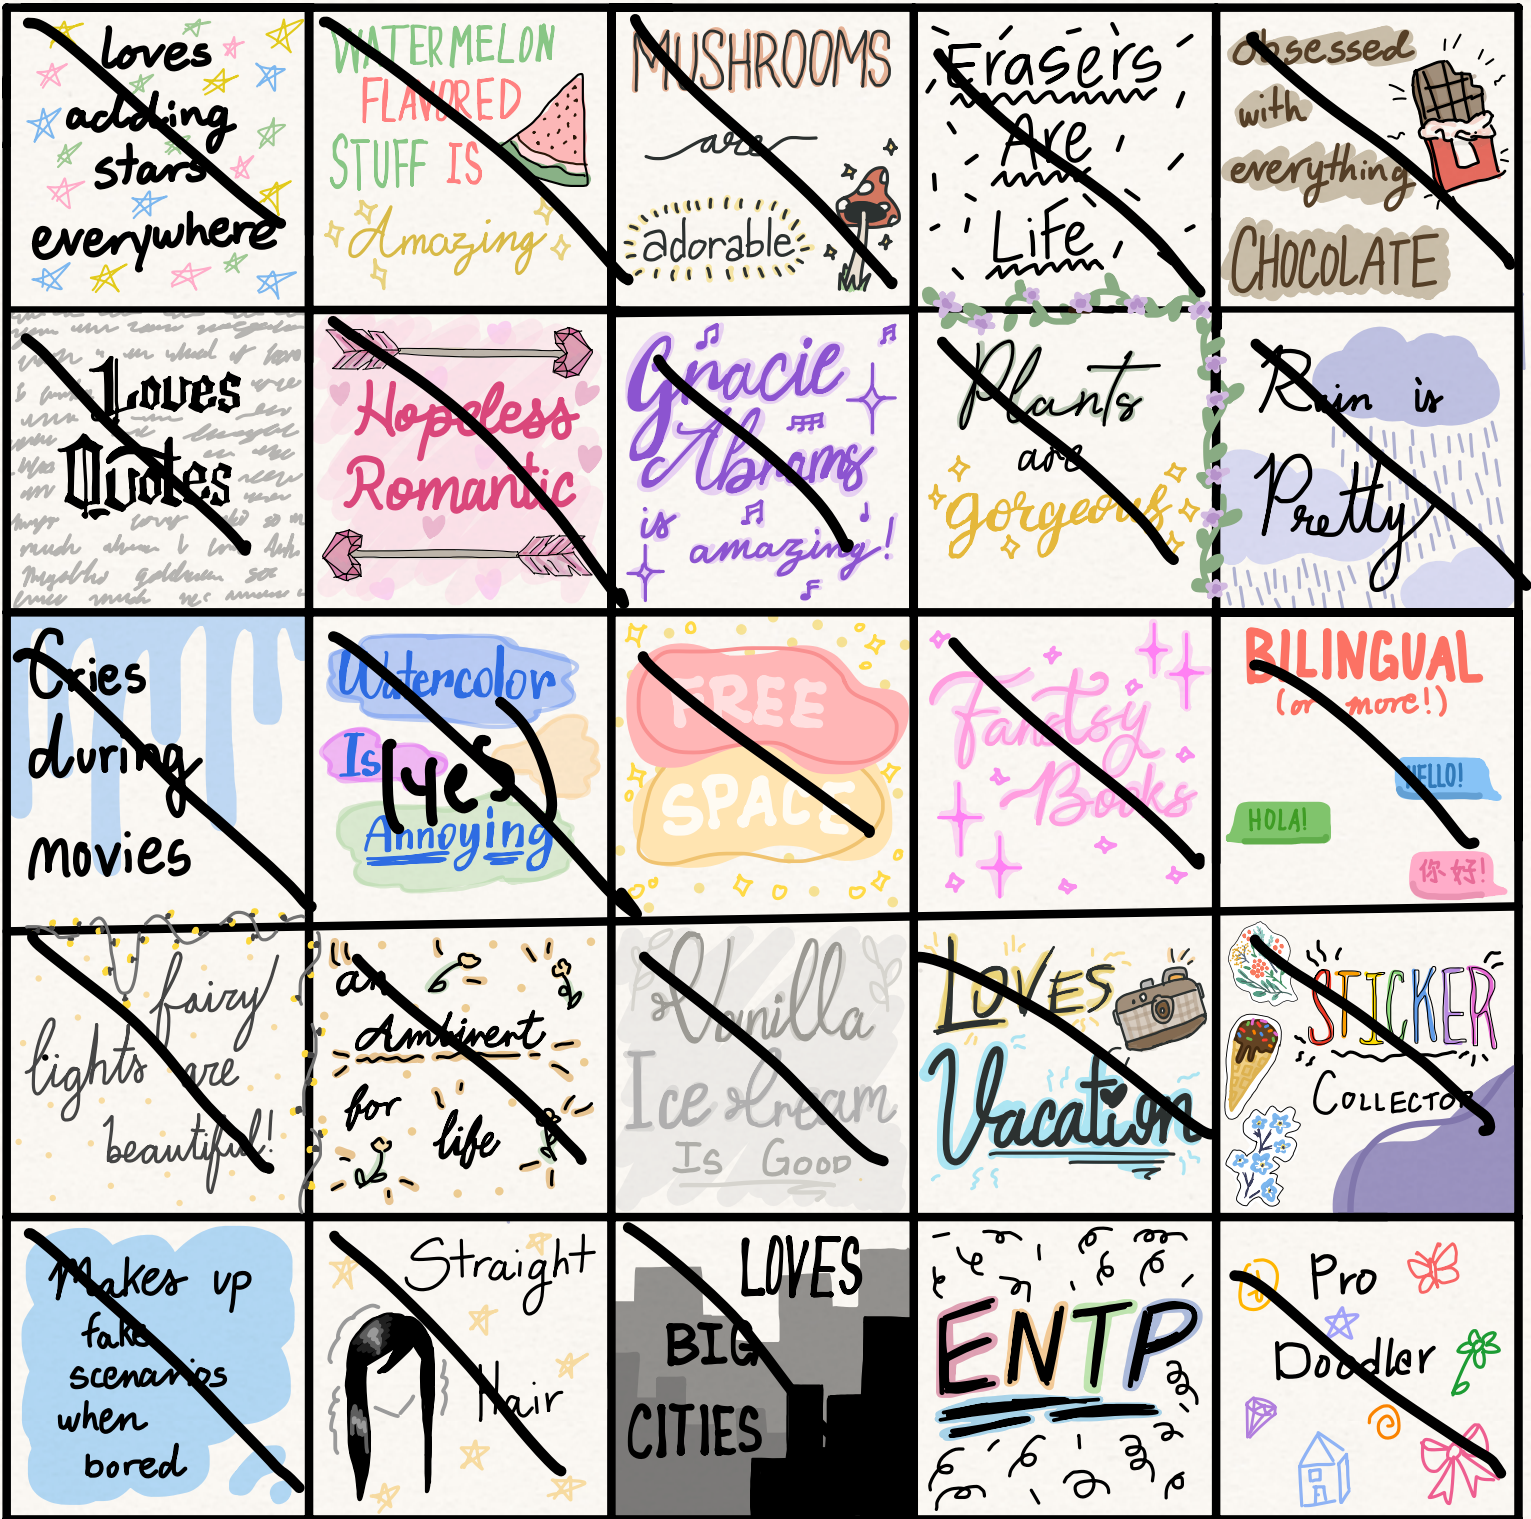 loves
adding
stars
everywhere
WATERMELON
FLAVORED
STUFF IS
Amazing
MUSHROOMS
are
adorable
Erasers
Are
Life
obsessed
with
everything
CHOCOLATE
Loves
Quotes
Hopeless
Romantic
Gracie
Abrams
is
amazing!
Plants
are
gorgeous
Rain is
Pretty
Cries
during
movies
Watercolor
Is
yes
Annoying
FREE
SPACE
Fantsy
Books
BILINGUAL
(or more!)
HELLO!
HOLA!
你好!
fairy
lights are
beautiful!
an
Ambivert
for
life
Vanilla
Ice Cream
Is Good
LOVES
Vacation
STICKER
COLLECTOR
Makes up
fake
scenarios
when
bored
Straight
Hair
LOVES
BIG
CITIES
ENTP
Pro
Doodler